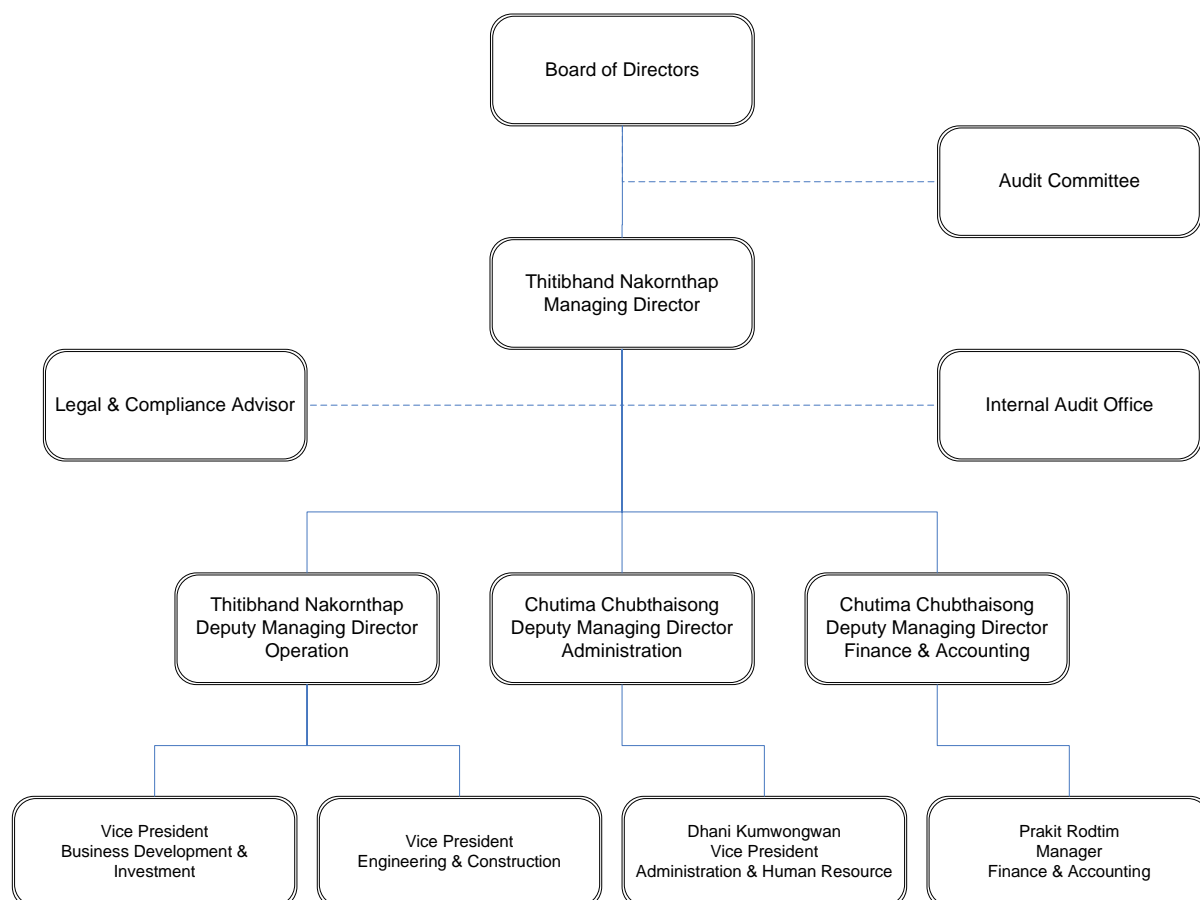 Board of Directors
Audit Committee
Thitibhand Nakornthap
Managing Director
Legal & Compliance Advisor
Internal Audit Office
Thitibhand Nakornthap
Deputy Managing Director
Operation
Chutima Chubthaisong
Deputy Managing Director
Administration
Chutima Chubthaisong
Deputy Managing Director
Finance & Accounting
Vice President
Business Development &
Investment
Vice President
Engineering & Construction
Dhani Kumwongwan
Vice President
Administration & Human Resource
Prakit Rodtim
Manager
Finance & Accounting